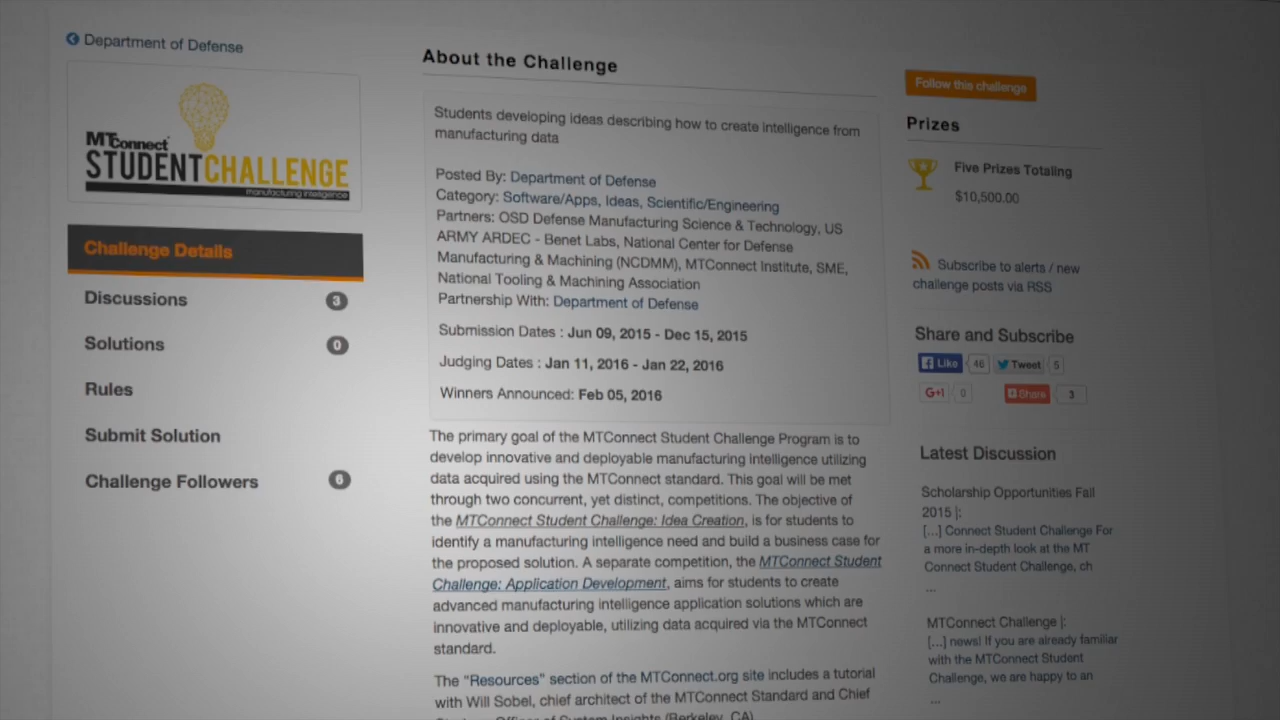 Department of Defense
MTConnect
STUDENTCHALLENGE
manufacturing intelligence
Challenge Details
Discussions 3
Solutions 0
Rules
Submit Solution
Challenge Followers 6
About the Challenge
Students developing ideas describing how to create intelligence from
manufacturing data
Posted By: Department of Defense
Category: Software/Apps, Ideas, Scientific/Engineering
Partners: OSD Defense Manufacturing Science & Technology, US
ARMY ARDEC - Benet Labs, National Center for Defense
Manufacturing & Machining (NCDMM), MTConnect Institute, SME,
National Tooling & Machining Association
Partnership With: Department of Defense
Submission Dates : Jun 09, 2015 - Dec 15, 2015
Judging Dates : Jan 11, 2016 - Jan 22, 2016
Winners Announced: Feb 05, 2016
The primary goal of the MTConnect Student Challenge Program is to
develop innovative and deployable manufacturing intelligence utilizing
data acquired using the MTConnect standard. This goal will be met
through two concurrent, yet distinct, competitions. The objective of
the MTConnect Student Challenge: Idea Creation, is for students to
identify a manufacturing intelligence need and build a business case for
the proposed solution. A separate competition, the MTConnect Student
Challenge: Application Development, aims for students to create
advanced manufacturing intelligence application solutions which are
innovative and deployable, utilizing data acquired via the MTConnect
standard.
The "Resources" section of the MTConnect.org site includes a tutorial
with Will Sobel, chief architect of the MTConnect Standard and Chief
Officer of System Insights (Berkeley, CA)
Follow this challenge
Prizes
Five Prizes Totaling
$10,500.00
Subscribe to alerts / new
challenge posts via RSS
Share and Subscribe
Like 46 Tweet 5
G+1 0 Share 3
Latest Discussion
Scholarship Opportunities Fall
2015 |:
[...] Connect Student Challenge For
a more in-depth look at the MT
Connect Student Challenge, ch
...
MTConnect Challenge |:
[...] news! If you are already familiar
with the MTConnect Student
Challenge, we are happy to an
...